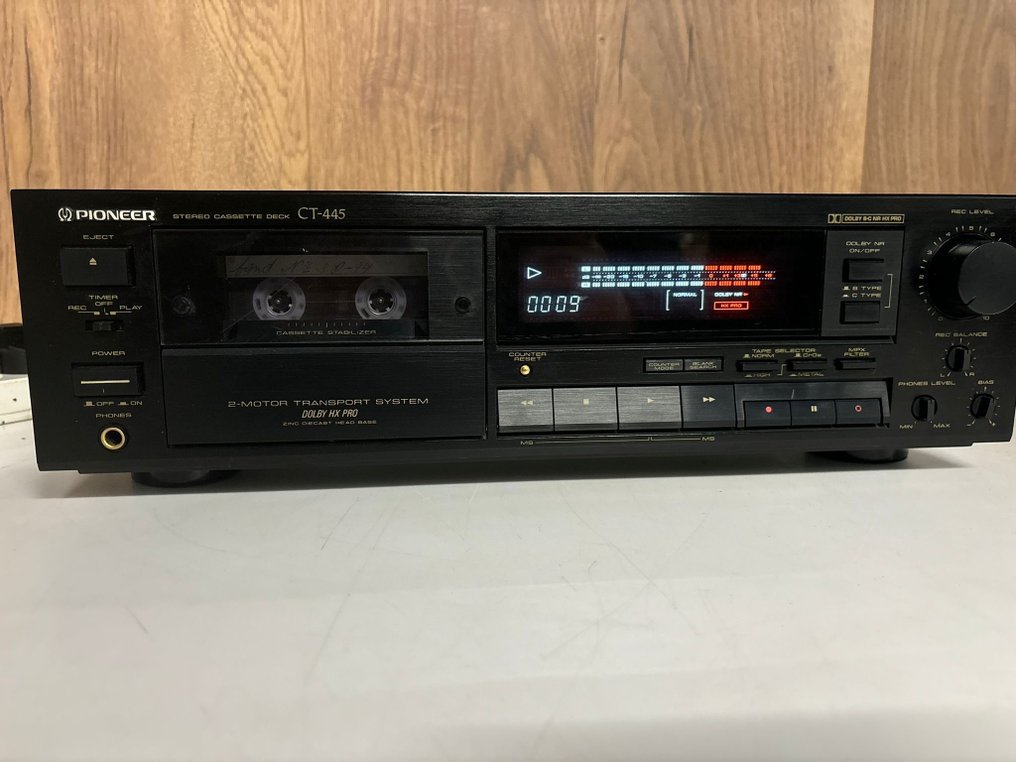 PIONEER
STEREO CASSETTE DECK CT-445
DOLBY B-C NR HX PRO
REC LEVEL
EJECT
TIMER
OFF
REC PLAY
POWER
OFF ON
PHONES
CASSETTE STABILIZER
2-MOTOR TRANSPORT SYSTEM
DOLBY HX PRO
ZINC DIECAST HEAD BASE
0009
NORMAL
DOLBY NR
HX PRO
DOLBY NR
ON/OFF
B TYPE
C TYPE
10
REC BALANCE
L R
COUNTER
RESET
COUNTER
MODE
BLANK
SEARCH
TAPE SELECTOR
NORM CrO₂
HIGH METAL
MPX
FILTER
PHONES LEVEL
MIN MAX
BIAS
MS MS